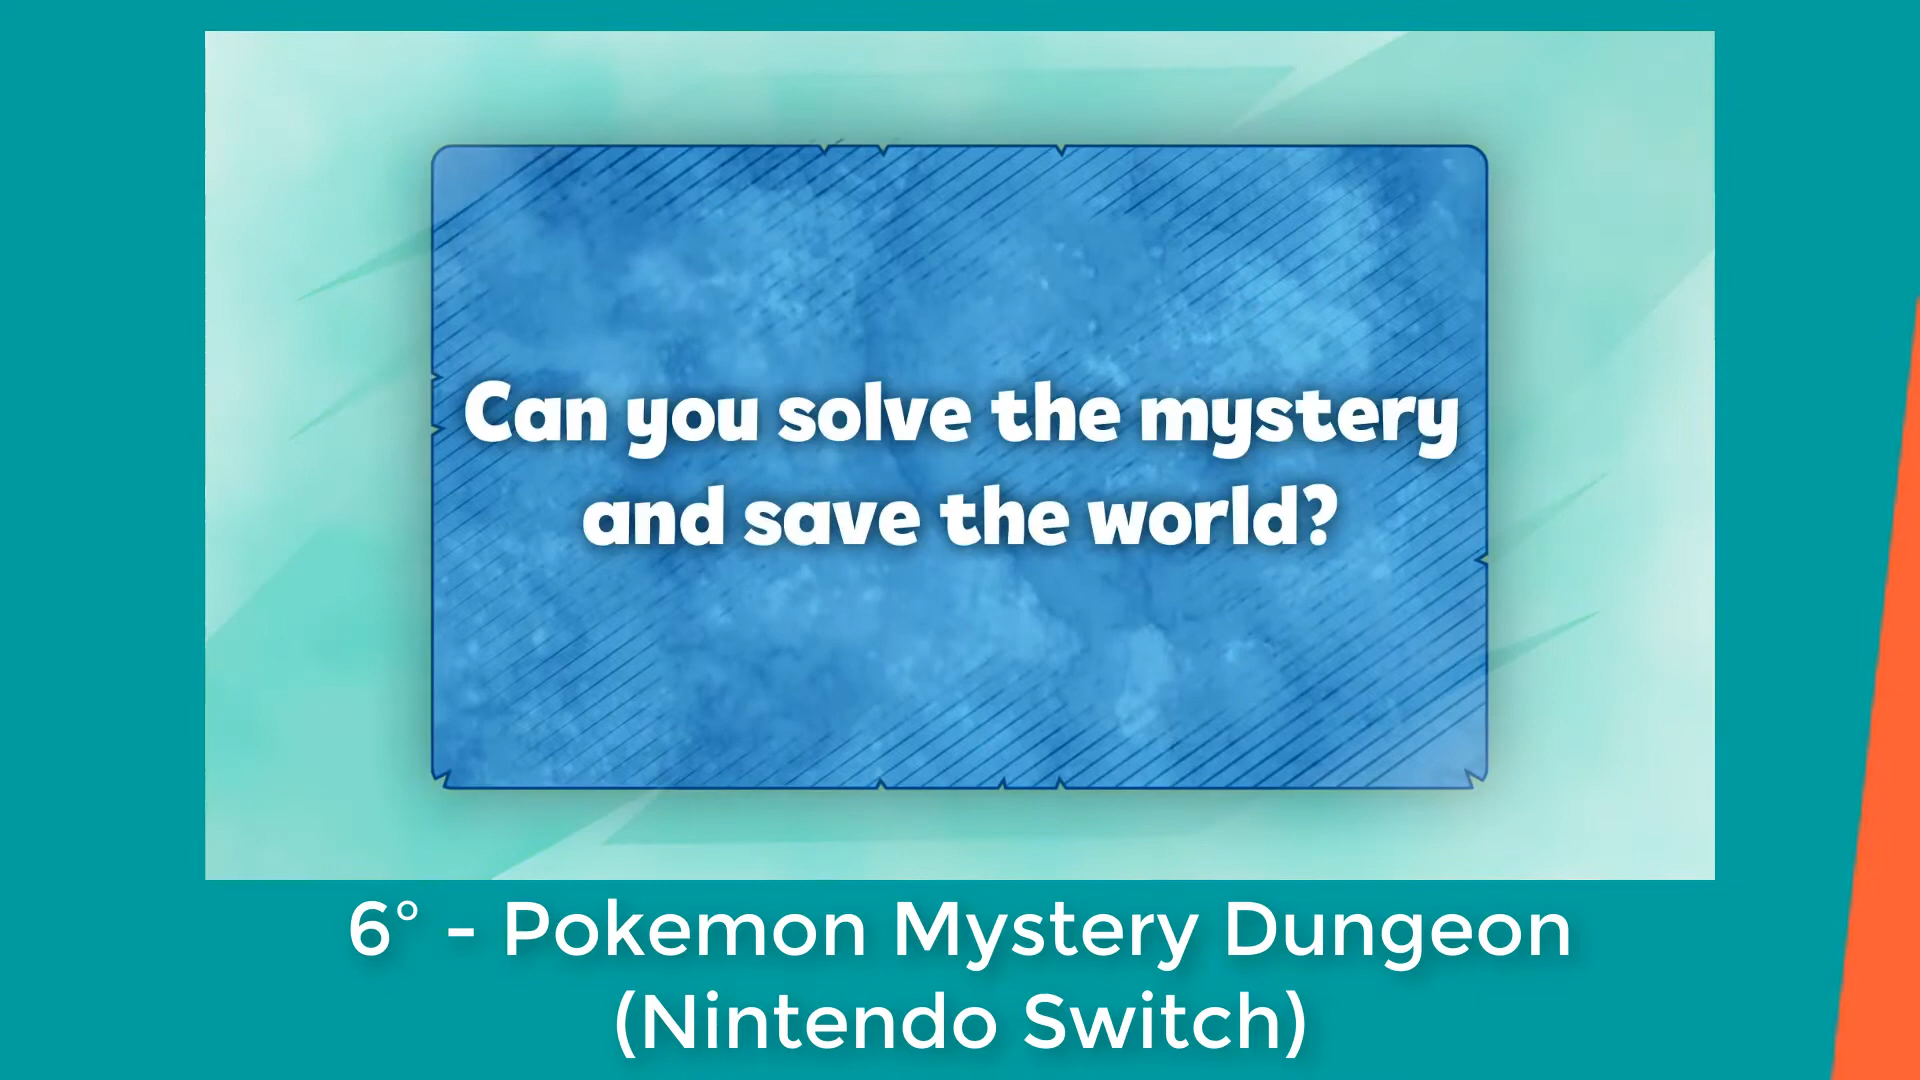 Can you solve the mystery
and save the world?
6° - Pokemon Mystery Dungeon
(Nintendo Switch)